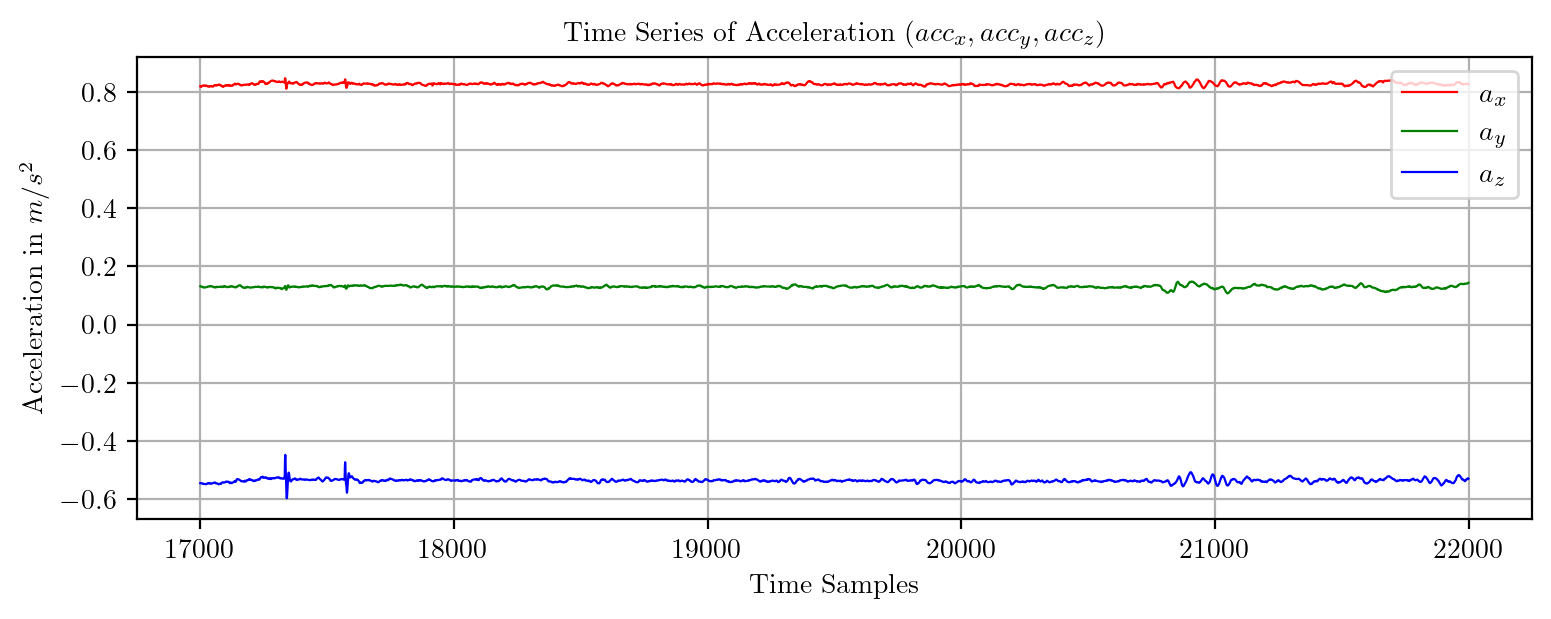 Time Series of Acceleration (acc_x, acc_y, acc_z)
Acceleration in m/s^2
0.8
0.6
0.4
0.2
0.0
−0.2
−0.4
−0.6
a_x
a_y
a_z
17000 18000 19000 20000 21000 22000
Time Samples